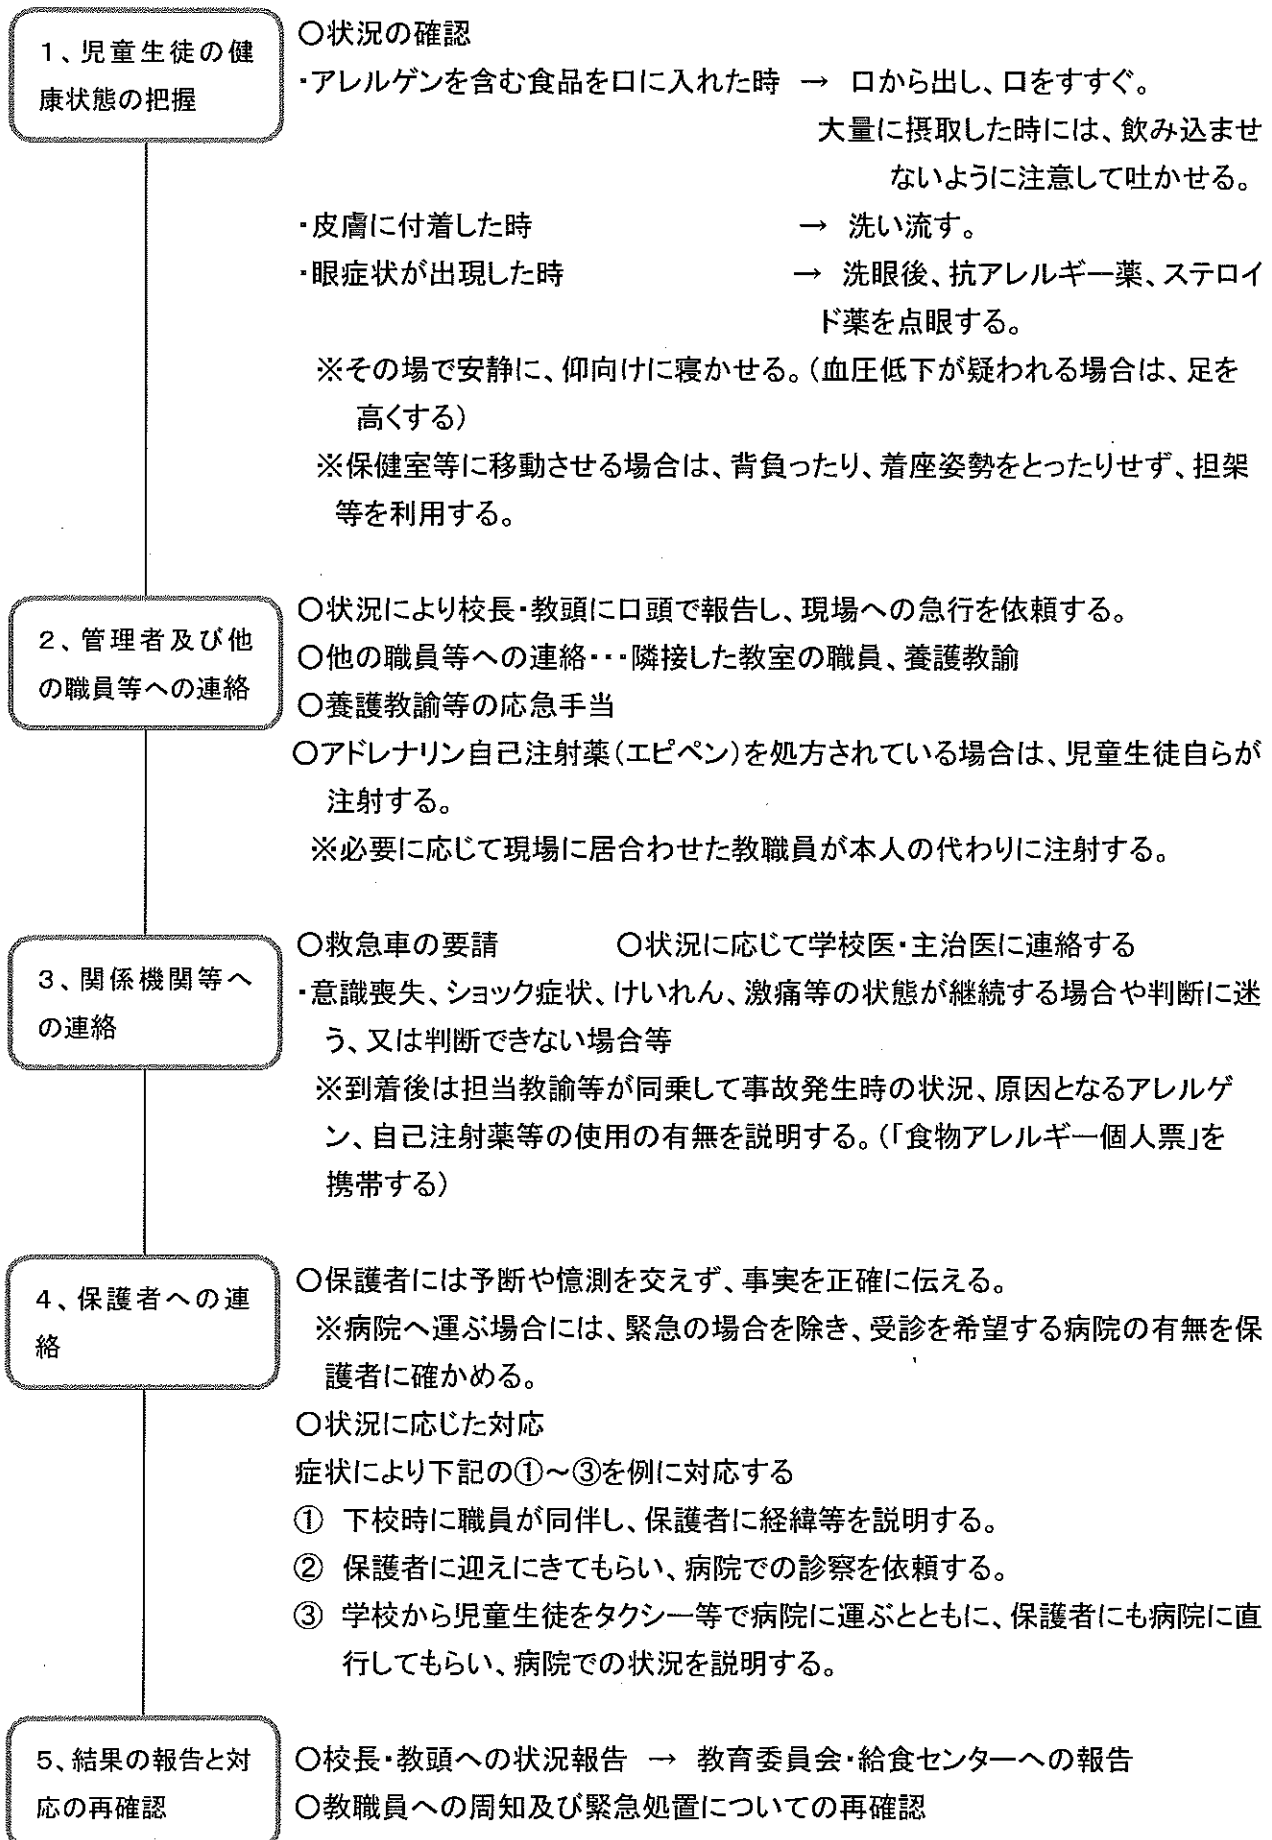 1、児童生徒の健
康状態の把握
〇状況の確認
・アレルゲンを含む食品を口に入れた時 → 口から出し、口をすすぐ。
大量に摂取した時には、飲み込ませ
ないように注意して吐かせる。
・皮膚に付着した時 → 洗い流す。
・眼症状が出現した時 → 洗眼後、抗アレルギー薬、ステロイ
ド薬を点眼する。
※その場で安静に、仰向けに寝かせる。(血圧低下が疑われる場合は、足を
高くする)
※保健室等に移動させる場合は、背負ったり、着座姿勢をとったりせず、担架
等を利用する。
2、管理者及び他
の職員等への連絡
〇状況により校長・教頭に口頭で報告し、現場への急行を依頼する。
〇他の職員等への連絡・・・隣接した教室の職員、養護教諭
〇養護教諭等の応急手当
〇アドレナリン自己注射薬(エピペン)を処方されている場合は、児童生徒自らが
注射する。
※必要に応じて現場に居合わせた教職員が本人の代わりに注射する。
3、関係機関等へ
の連絡
〇救急車の要請 〇状況に応じて学校医・主治医に連絡する
・意識喪失、ショック症状、けいれん、激痛等の状態が継続する場合や判断に迷
う、又は判断できない場合等
※到着後は担当教諭等が同乗して事故発生時の状況、原因となるアレルゲ
ン、自己注射薬等の使用の有無を説明する。(「食物アレルギー個人票」を
携帯する)
4、保護者への連
絡
〇保護者には予断や憶測を交えず、事実を正確に伝える。
※病院へ運ぶ場合には、緊急の場合を除き、受診を希望する病院の有無を保
護者に確かめる。
〇状況に応じた対応
症状により下記の①~③を例に対応する
① 下校時に職員が同伴し、保護者に経緯等を説明する。
② 保護者に迎えにきてもらい、病院での診察を依頼する。
③ 学校から児童生徒をタクシー等で病院に運ぶとともに、保護者にも病院に直
行してもらい、病院での状況を説明する。
5、結果の報告と対
応の再確認
〇校長・教頭への状況報告 → 教育委員会・給食センターへの報告
〇教職員への周知及び緊急処置についての再確認